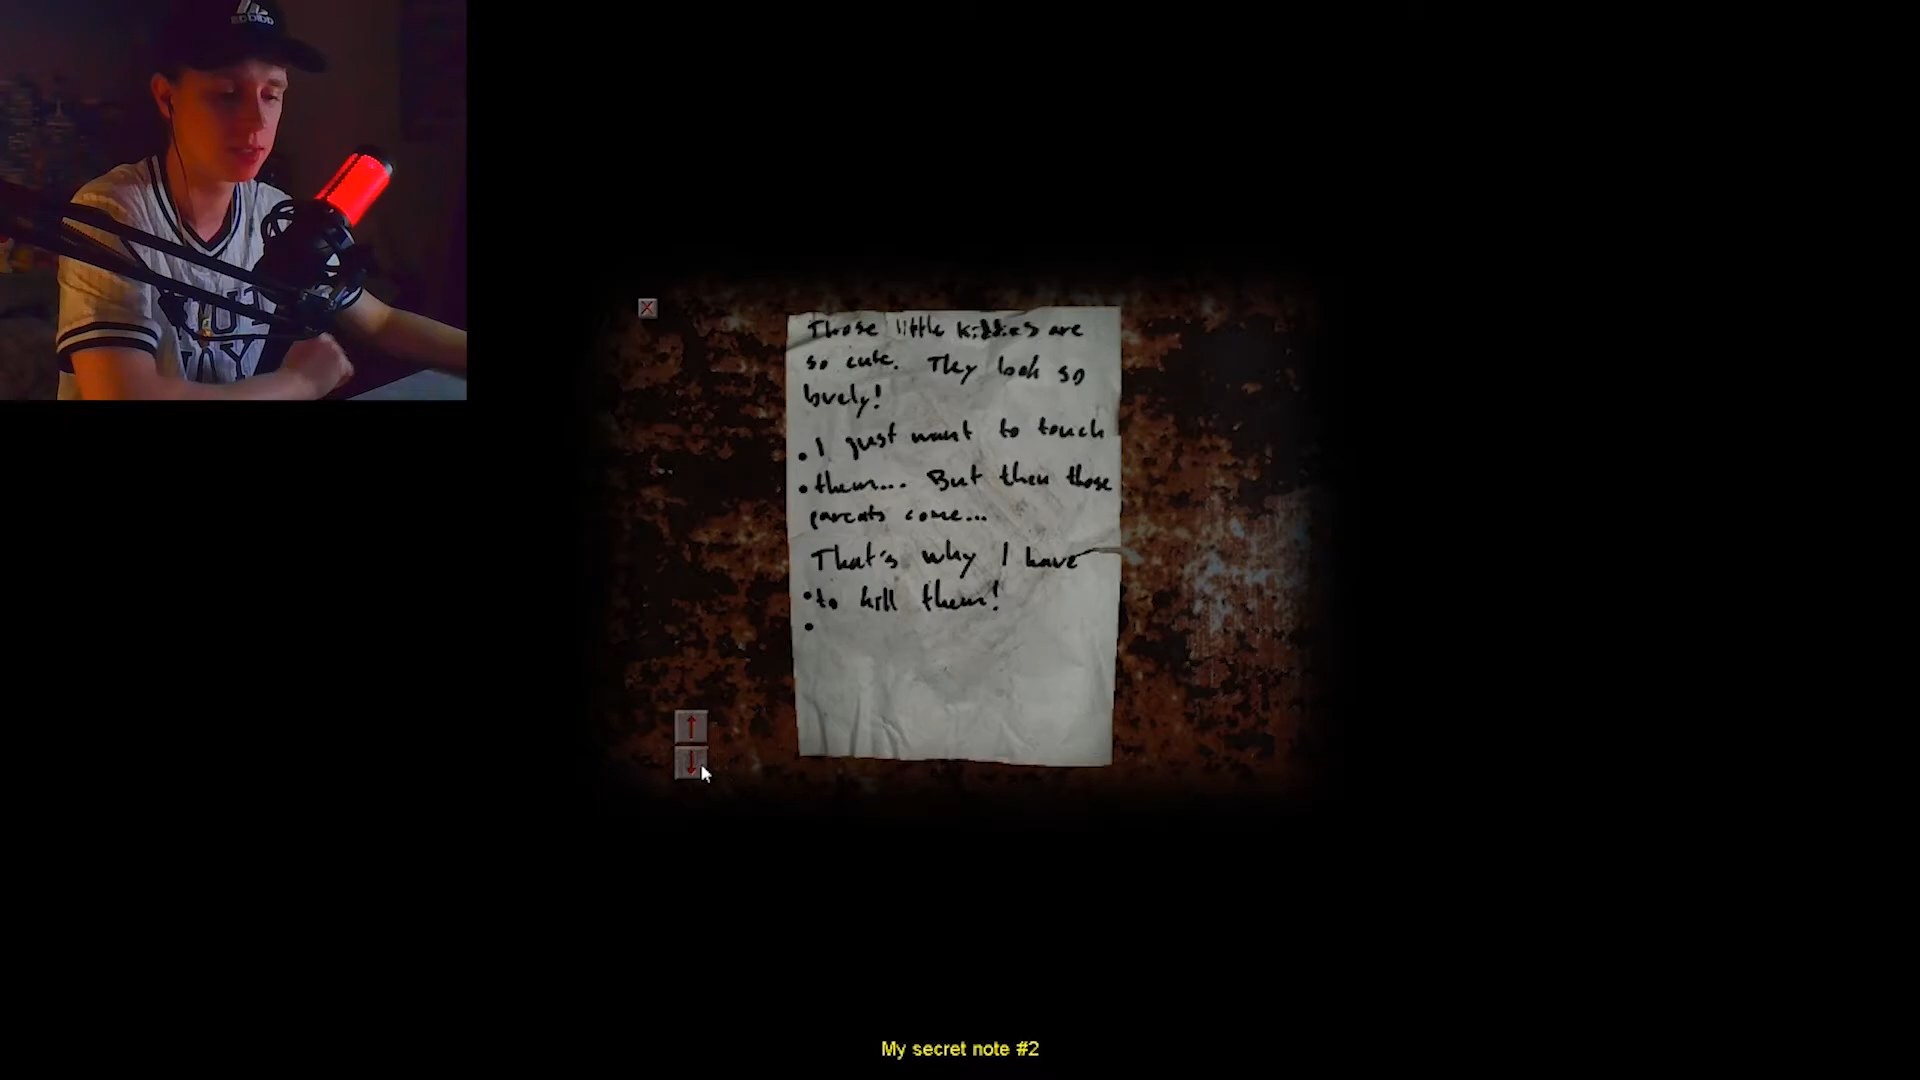 Those little kiddies are
so cute. They look so
lovely!
I just want to touch
them... But then those
parents come...
That's why I have
to kill them!
My secret note #2